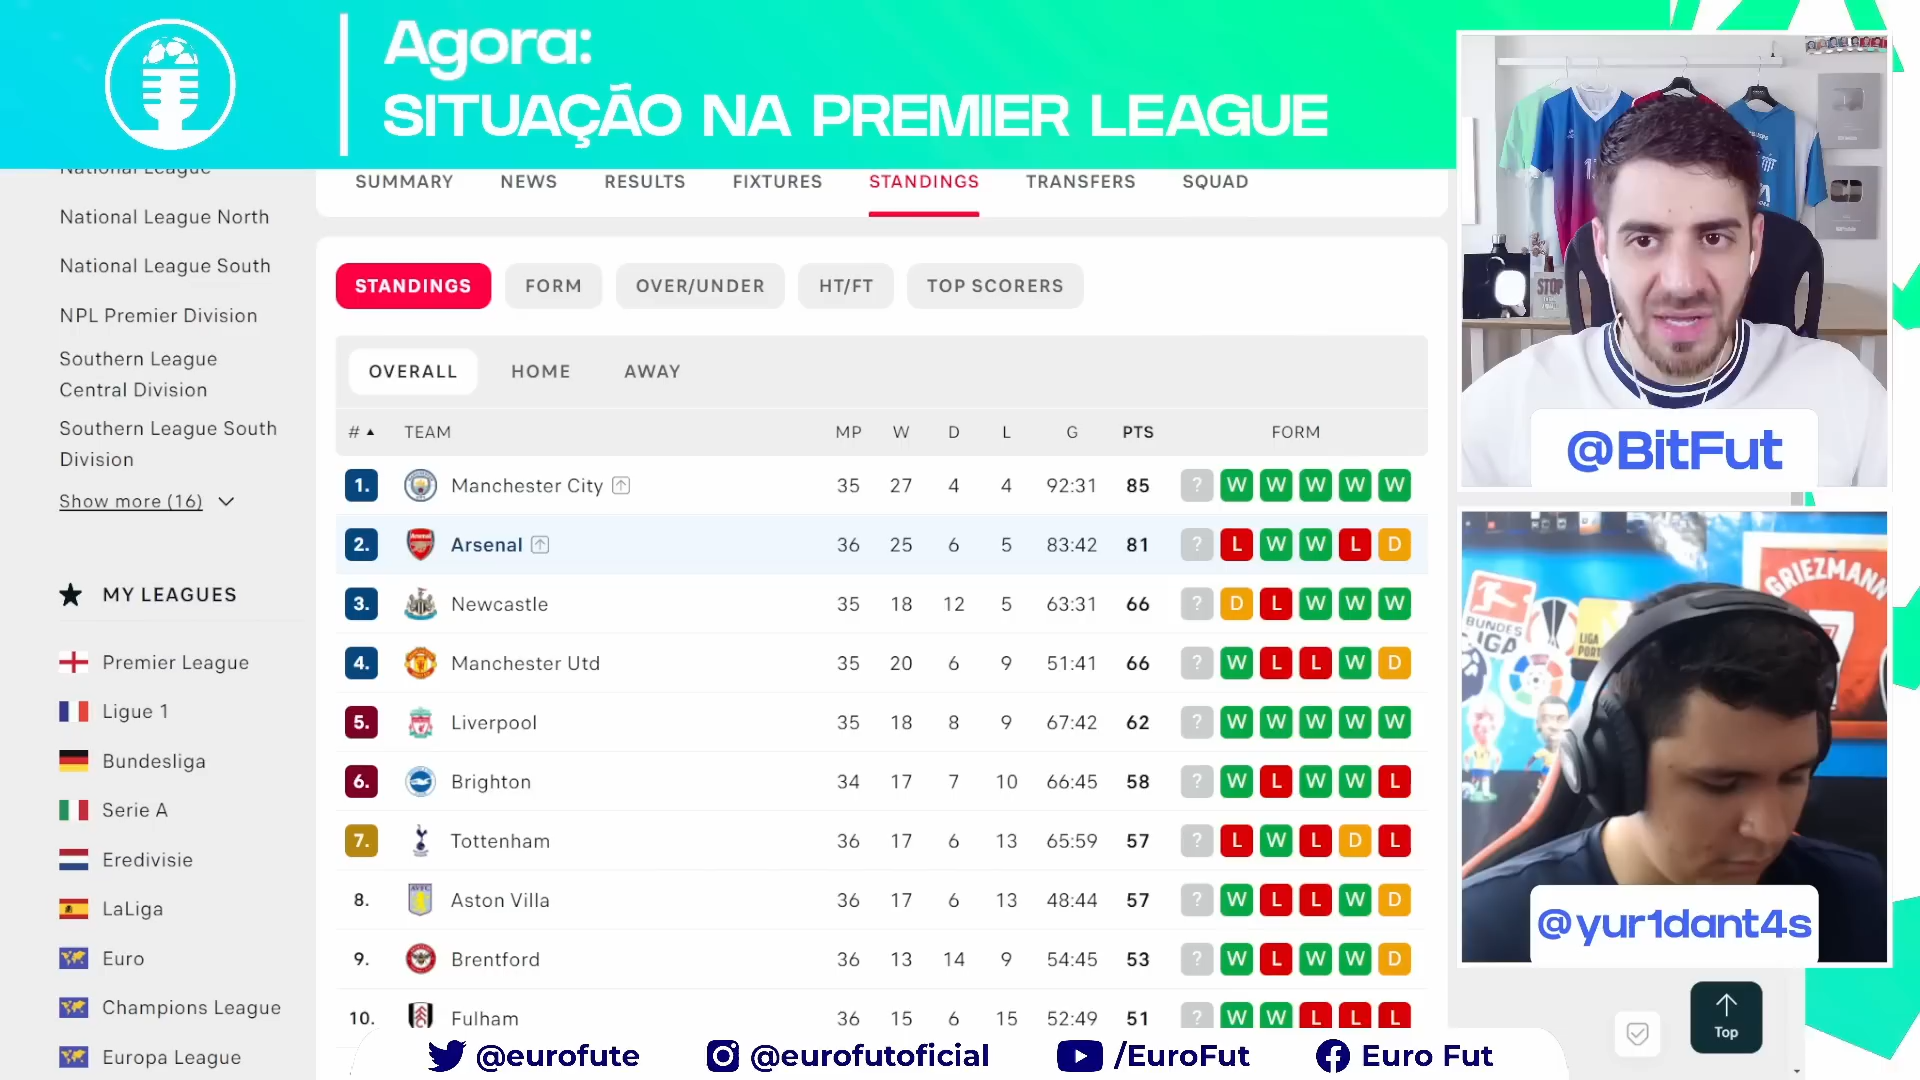 Agora:
SITUAÇÃO NA PREMIER LEAGUE
National League
National League North
National League South
NPL Premier Division
Southern League
Central Division
Southern League South
Division
Show more (16)
MY LEAGUES
Premier League
Ligue 1
Bundesliga
Serie A
Eredivisie
LaLiga
Euro
Champions League
Europa League
SUMMARY NEWS RESULTS FIXTURES STANDINGS TRANSFERS SQUAD
STANDINGS FORM OVER/UNDER HT/FT TOP SCORERS
OVERALL HOME AWAY
# TEAM MP W D L G PTS FORM
1. Manchester City 35 27 4 4 92:31 85 ? W W W W W
2. Arsenal 36 25 6 5 83:42 81 ? L W W L D
3. Newcastle 35 18 12 5 63:31 66 ? D L W W W
4. Manchester Utd 35 20 6 9 51:41 66 ? W L L W D
5. Liverpool 35 18 8 9 67:42 62 ? W W W W W
6. Brighton 34 17 7 10 66:45 58 ? W L W W L
7. Tottenham 36 17 6 13 65:59 57 ? L W L D L
8. Aston Villa 36 17 6 13 48:44 57 ? W L L W D
9. Brentford 36 13 14 9 54:45 53 ? W L W W D
10. Fulham 36 15 6 15 52:49 51 ? W W L L L
STOP
@BitFut
BUNDES
LIGA
LIGA
PORT
GRIEZMANN
@yur1dant4s
Top
@eurofute @eurofutoficial /EuroFut Euro Fut